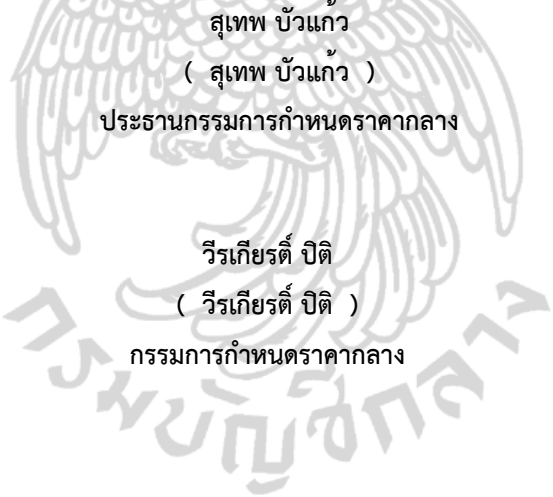 สุเทพ บัวแก้ว
( สุเทพ บัวแก้ว )
ประธานกรรมการกำหนดราคากลาง
วีรเกียรติ์ ปิติ
( วีรเกียรติ์ ปิติ )
กรรมการกำหนดราคากลาง
กรมบัญชีกลาง